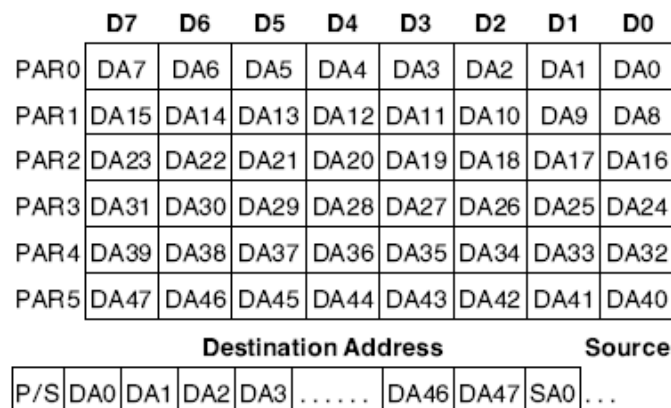 D7 D6 D5 D4 D3 D2 D1 D0
PAR0 DA7 DA6 DA5 DA4 DA3 DA2 DA1 DA0
PAR1 DA15 DA14 DA13 DA12 DA11 DA10 DA9 DA8
PAR2 DA23 DA22 DA21 DA20 DA19 DA18 DA17 DA16
PAR3 DA31 DA30 DA29 DA28 DA27 DA26 DA25 DA24
PAR4 DA39 DA38 DA37 DA36 DA35 DA34 DA33 DA32
PAR5 DA47 DA46 DA45 DA44 DA43 DA42 DA41 DA40
Destination Address Source
P/S DA0 DA1 DA2 DA3 ...... DA46 DA47 SA0 ...